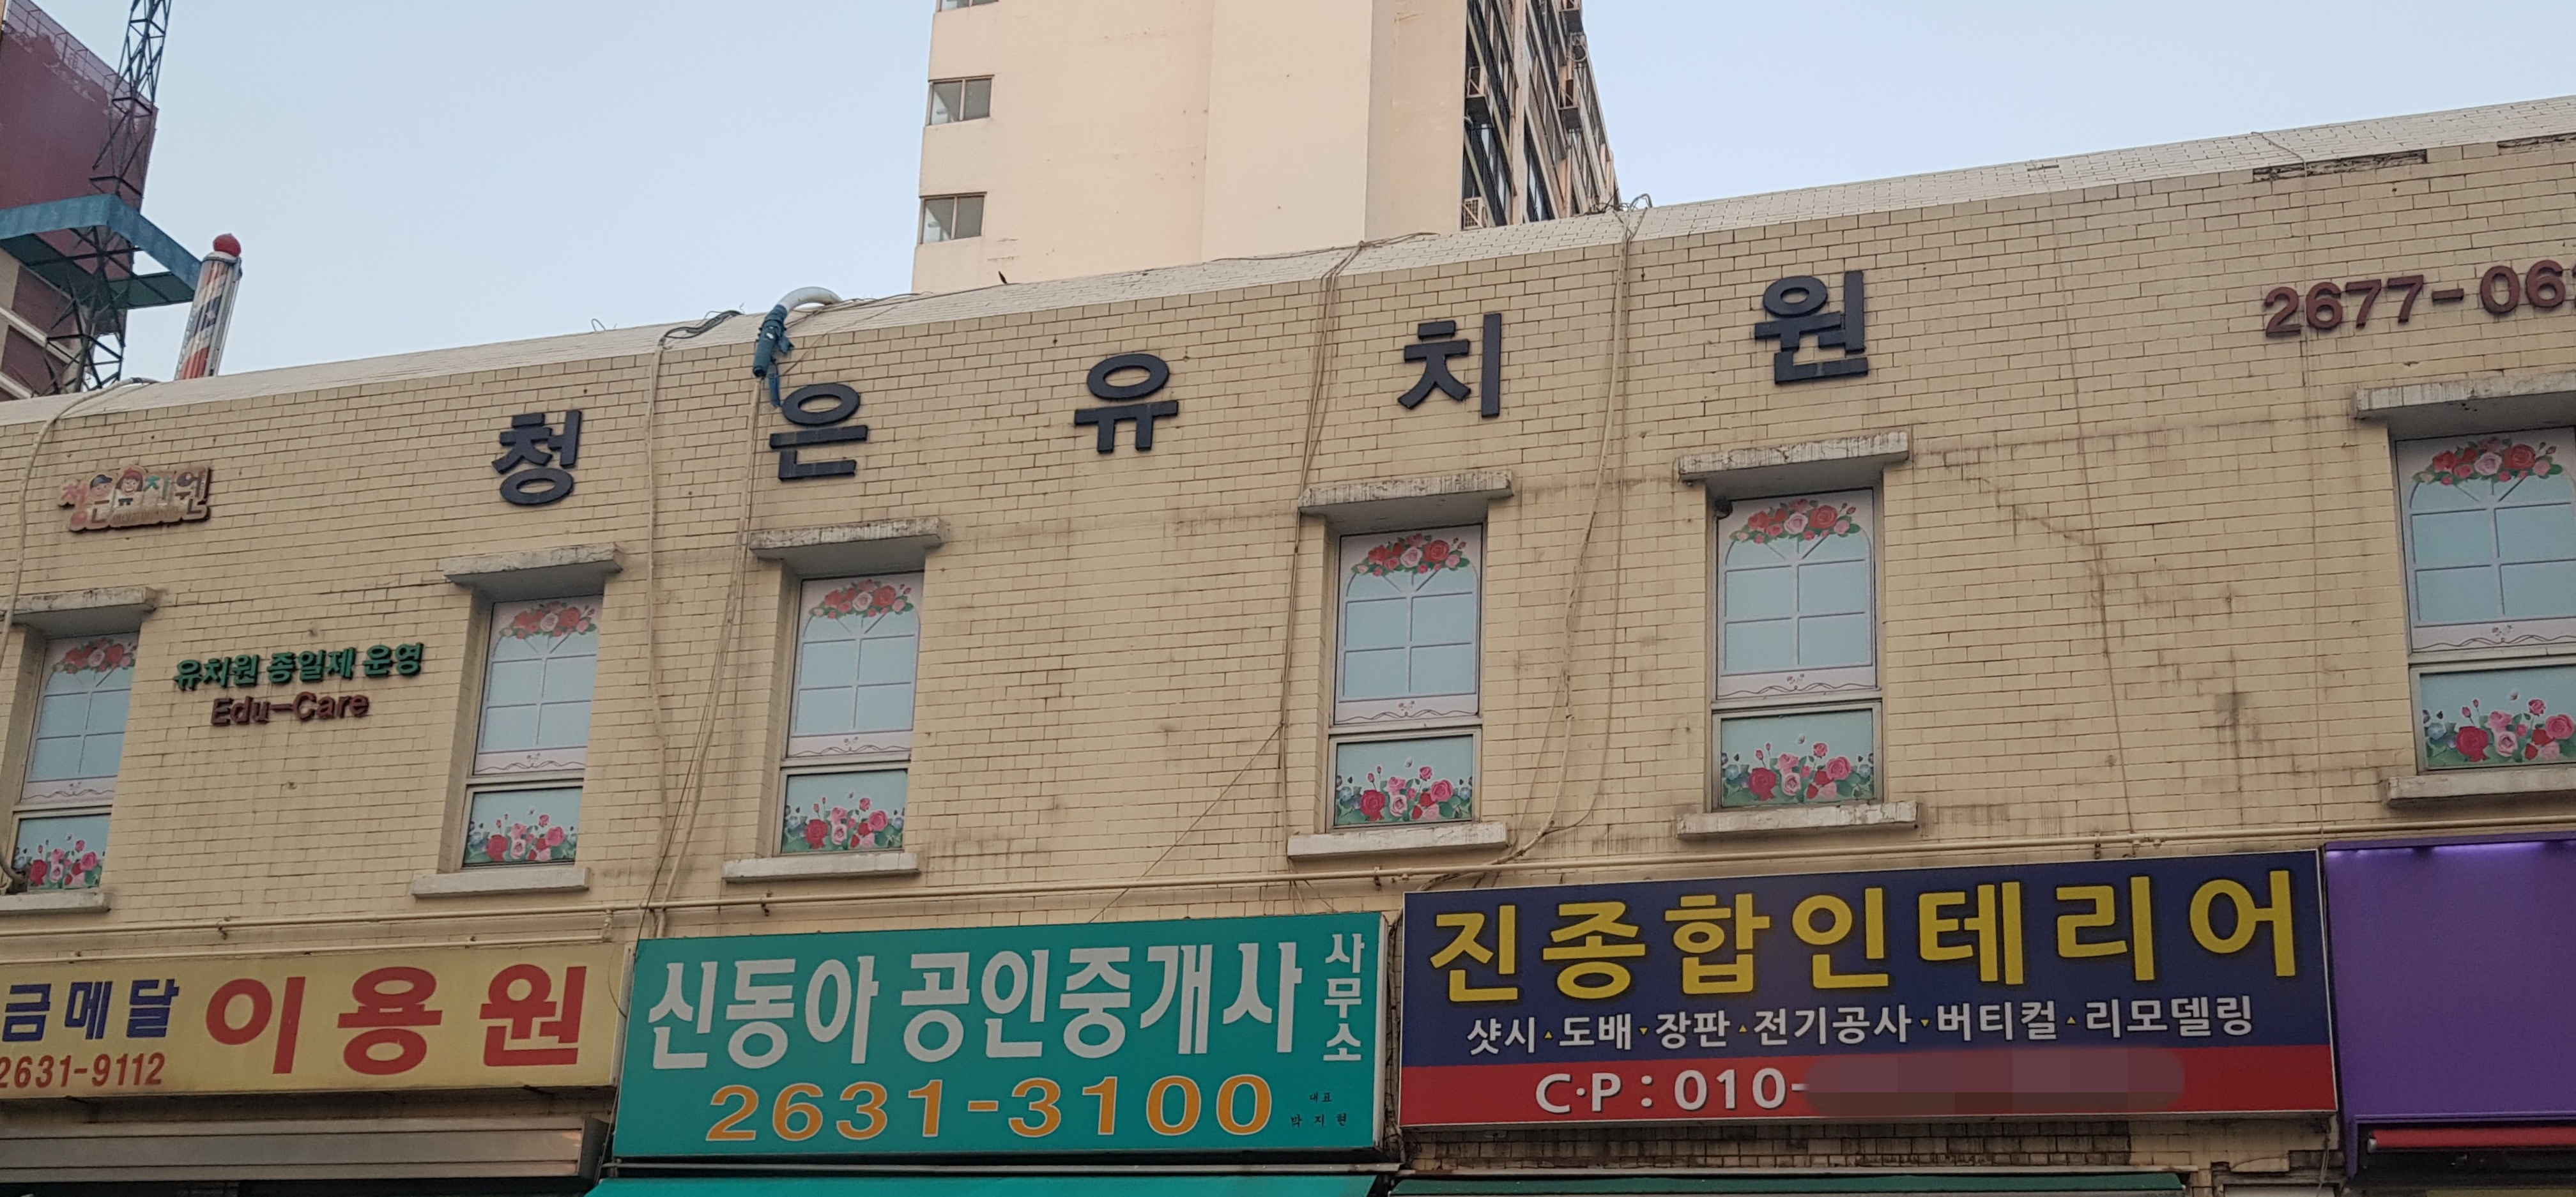 청은유치원
2677-06
청은유치원
유치원 종일제 운영
Edu-Care
금메달 이용원
2631-9112
신동아 공인중개사 사무소
2631-3100
대표
박지현
진종합인테리어
샷시·도배·장판·전기공사·버티컬·리모델링
C·P : 010-